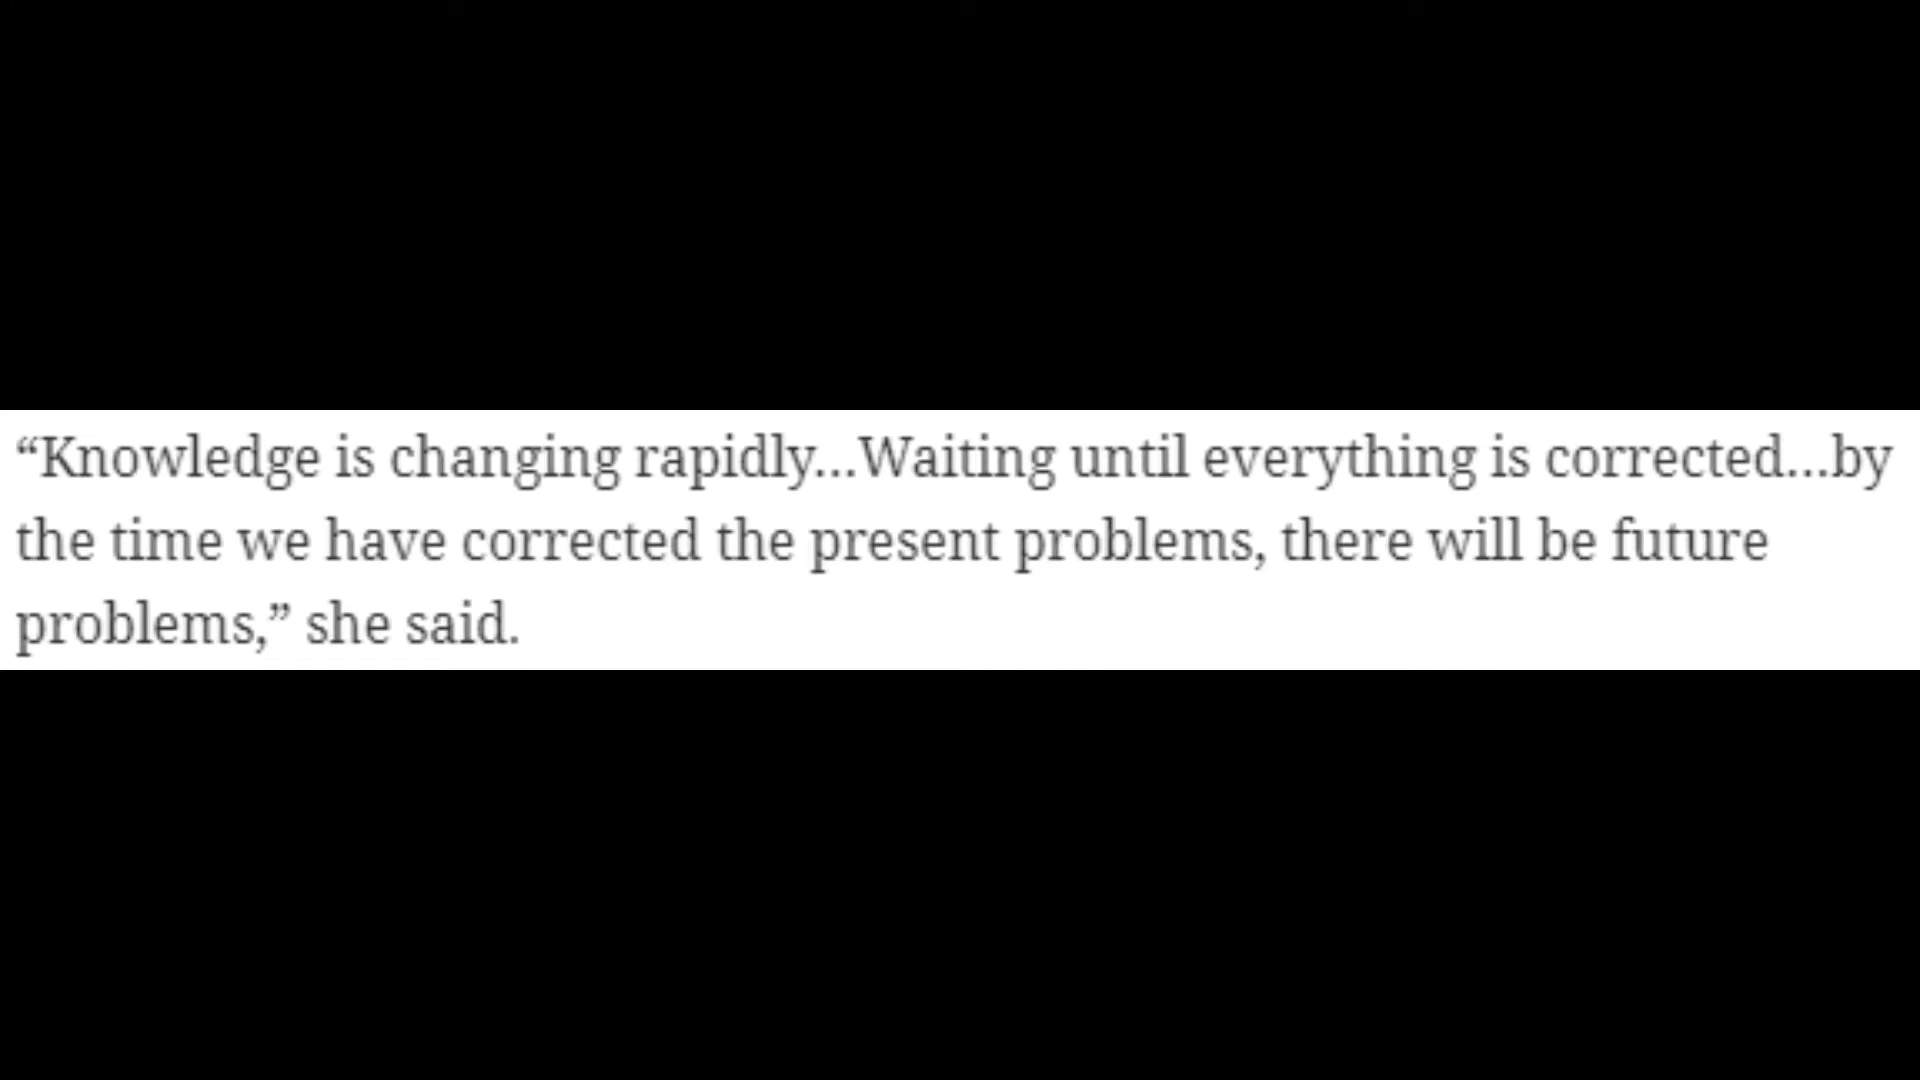 “Knowledge is changing rapidly...Waiting until everything is corrected...by
the time we have corrected the present problems, there will be future
problems,” she said.